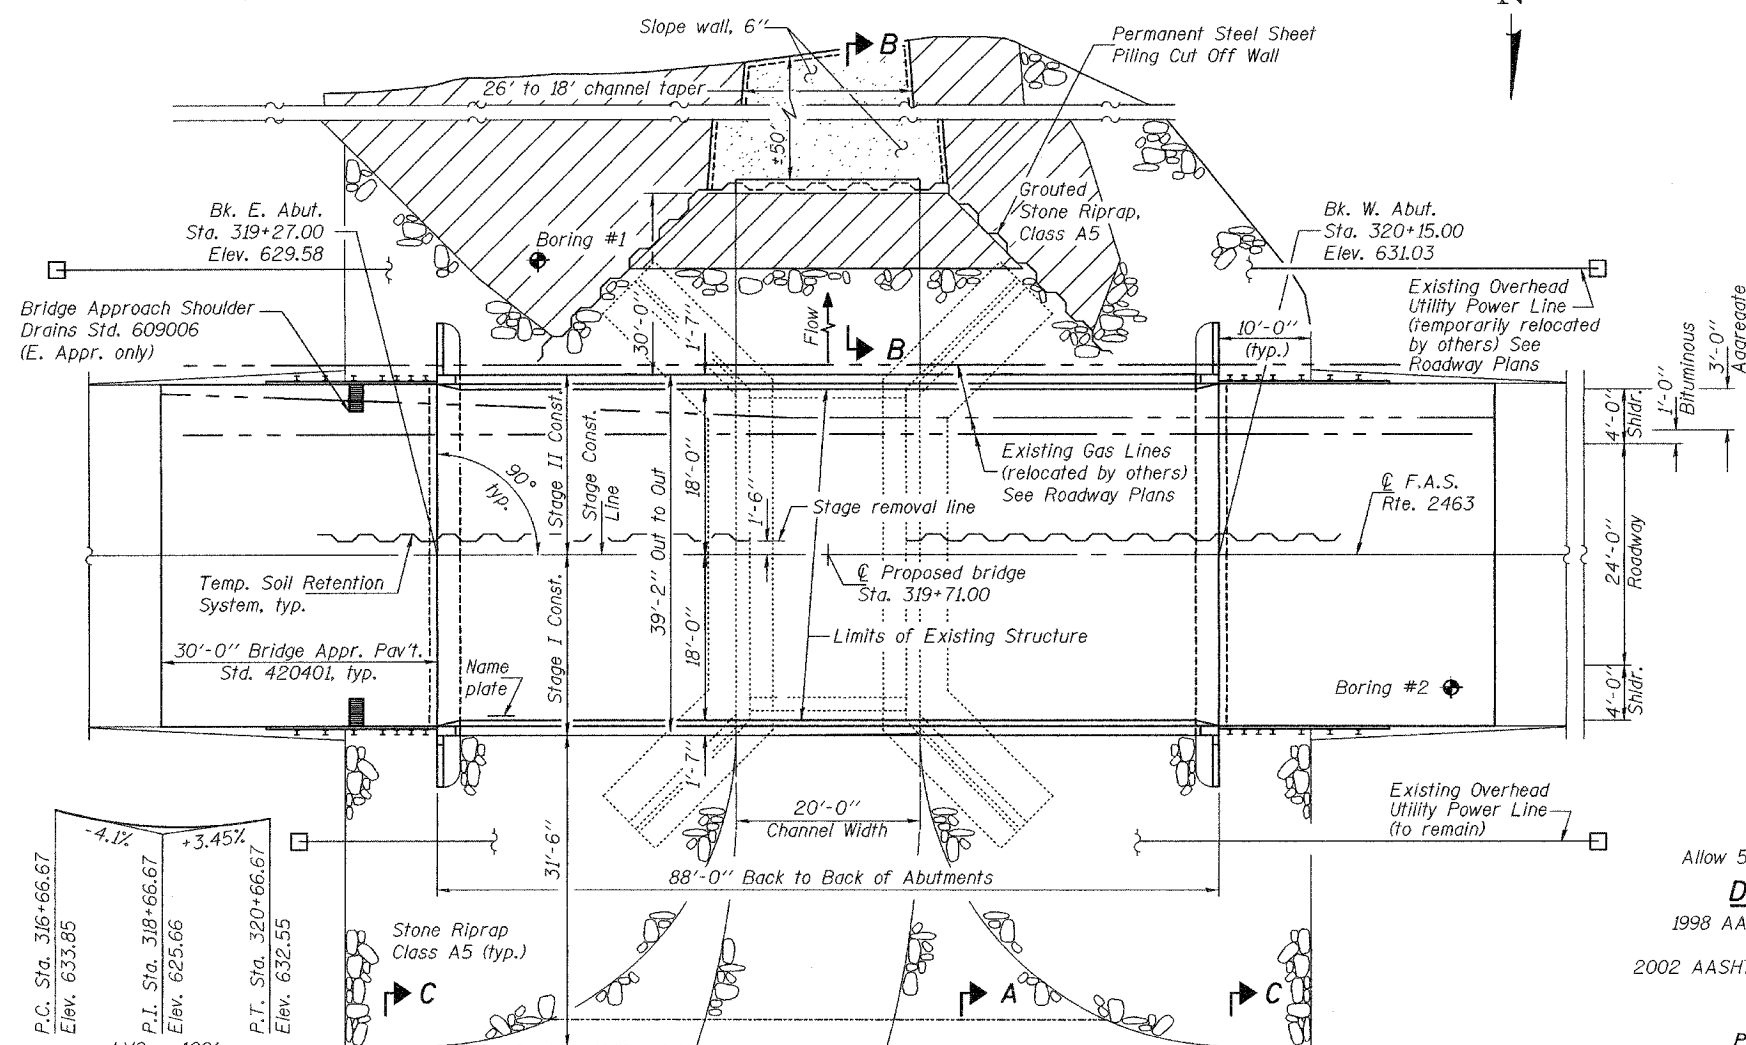 N
Slope wall, 6"
B
Permanent Steel Sheet
Piling Cut Off Wall
26' to 18' channel taper
±50'
Bk. E. Abut.
Sta. 319+27.00
Elev. 629.58
Boring #1
Grouted
Stone Riprap,
Class A5
Bk. W. Abut.
Sta. 320+15.00
Elev. 631.03
Bridge Approach Shoulder
Drains Std. 609006
(E. Appr. only)
30'-0"
1'-7"
Flow
B
10'-0"
(typ.)
Existing Overhead
Utility Power Line
(temporarily relocated
by others) See
Roadway Plans
1'-0"
Bituminous
3'-0"
Aggregate
4'-0"
Shldr.
90°
typ.
Stage II Const.
Stage Const.
Line
39'-2" Out to Out
18'-0"
1'-6"
Existing Gas Lines
(relocated by others)
See Roadway Plans
Stage removal line
℄ F.A.S.
Rte. 2463
24'-0"
Roadway
Temp. Soil Retention
System, typ.
℄ Proposed bridge
Sta. 319+71.00
Limits of Existing Structure
30'-0" Bridge Appr. Pav't.
Std. 420401, typ.
Name
plate
Stage I Const.
18'-0"
Boring #2
4'-0"
Shldr.
1'-7"
20'-0"
Channel Width
Existing Overhead
Utility Power Line
(to remain)
-4.1%
+3.45%
31'-6"
88'-0" Back to Back of Abutments
P.C. Sta. 316+66.67
Elev. 633.85
P.I. Sta. 318+66.67
Elev. 625.66
P.T. Sta. 320+66.67
Elev. 632.55
Stone Riprap
Class A5 (typ.)
C
A
C
Allow 5
D
1998 AA
2002 AASHT
P